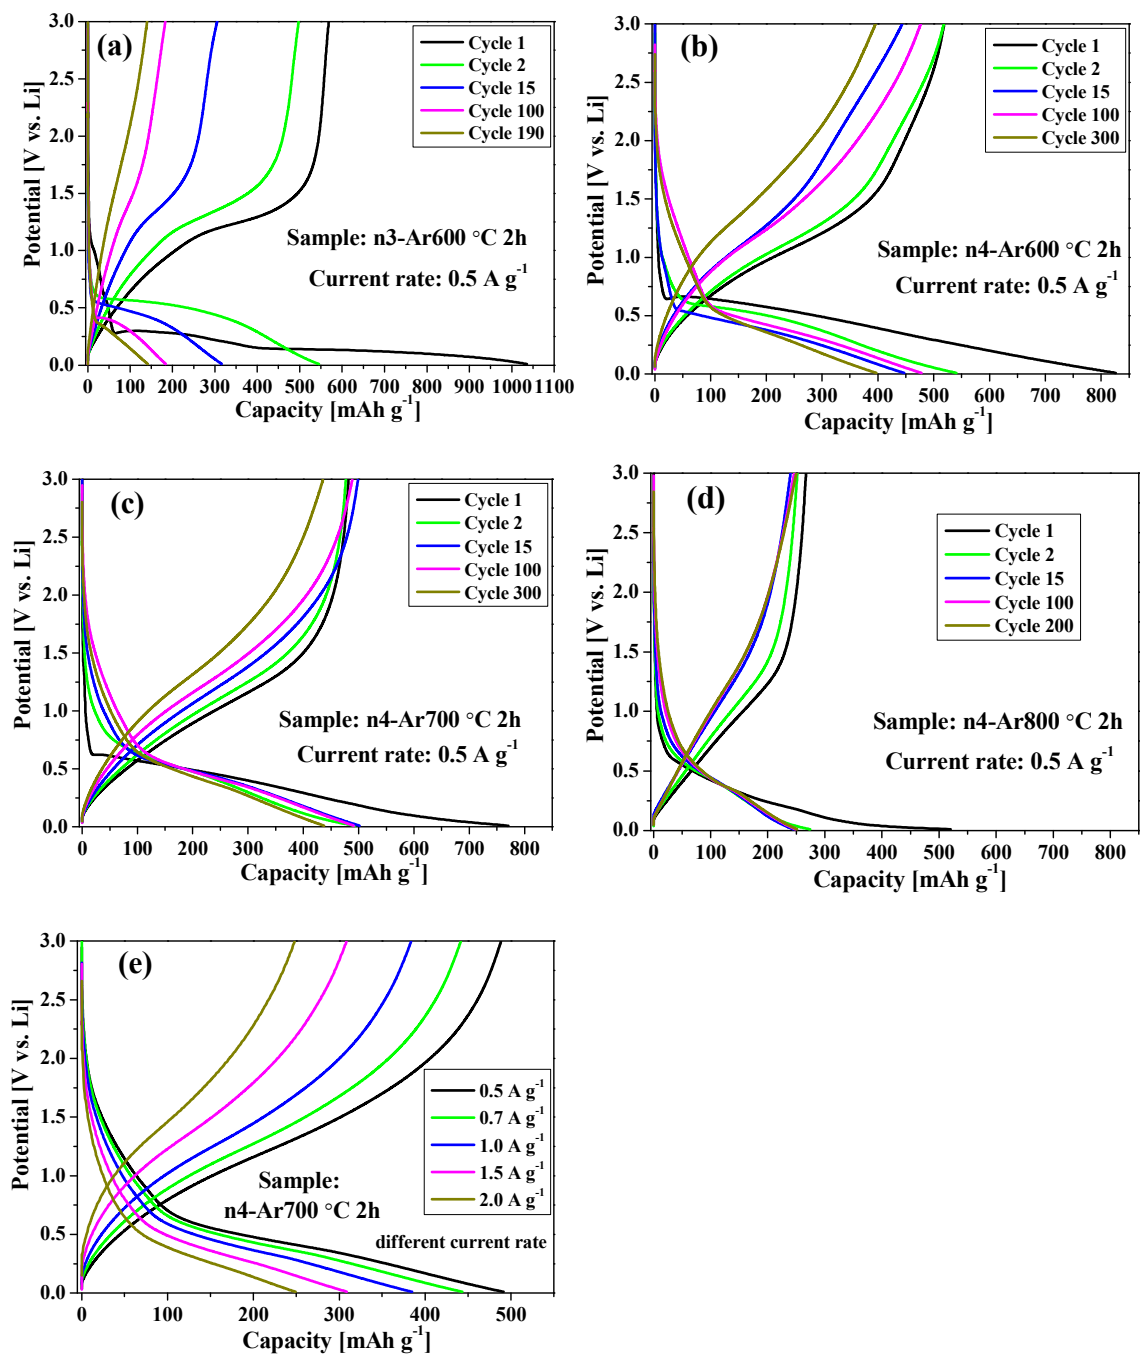 (a)
Cycle 1
Cycle 2
Cycle 15
Cycle 100
Cycle 190
Sample: n3-Ar600 °C 2h
Current rate: 0.5 A g⁻¹
Potential [V vs. Li]
3.0
2.5
2.0
1.5
1.0
0.5
0.0
0 100 200 300 400 500 600 700 800 900 1000 1100
Capacity [mAh g⁻¹]
(b)
Cycle 1
Cycle 2
Cycle 15
Cycle 100
Cycle 300
Sample: n4-Ar600 °C 2h
Current rate: 0.5 A g⁻¹
Potential [V vs. Li]
3.0
2.5
2.0
1.5
1.0
0.5
0.0
0 100 200 300 400 500 600 700 800
Capacity [mAh g⁻¹]
(c)
Cycle 1
Cycle 2
Cycle 15
Cycle 100
Cycle 300
Sample: n4-Ar700 °C 2h
Current rate: 0.5 A g⁻¹
Potential [V vs. Li]
3.0
2.5
2.0
1.5
1.0
0.5
0.0
0 100 200 300 400 500 600 700 800
Capacity [mAh g⁻¹]
(d)
Cycle 1
Cycle 2
Cycle 15
Cycle 100
Cycle 200
Sample: n4-Ar800 °C 2h
Current rate: 0.5 A g⁻¹
Potential [V vs. Li]
3.0
2.5
2.0
1.5
1.0
0.5
0.0
0 100 200 300 400 500 600 700 800
Capacity [mAh g⁻¹]
(e)
0.5 A g⁻¹
0.7 A g⁻¹
1.0 A g⁻¹
1.5 A g⁻¹
2.0 A g⁻¹
Sample:
n4-Ar700 °C 2h
different current rate
Potential [V vs. Li]
3.0
2.5
2.0
1.5
1.0
0.5
0.0
0 100 200 300 400 500
Capacity [mAh g⁻¹]